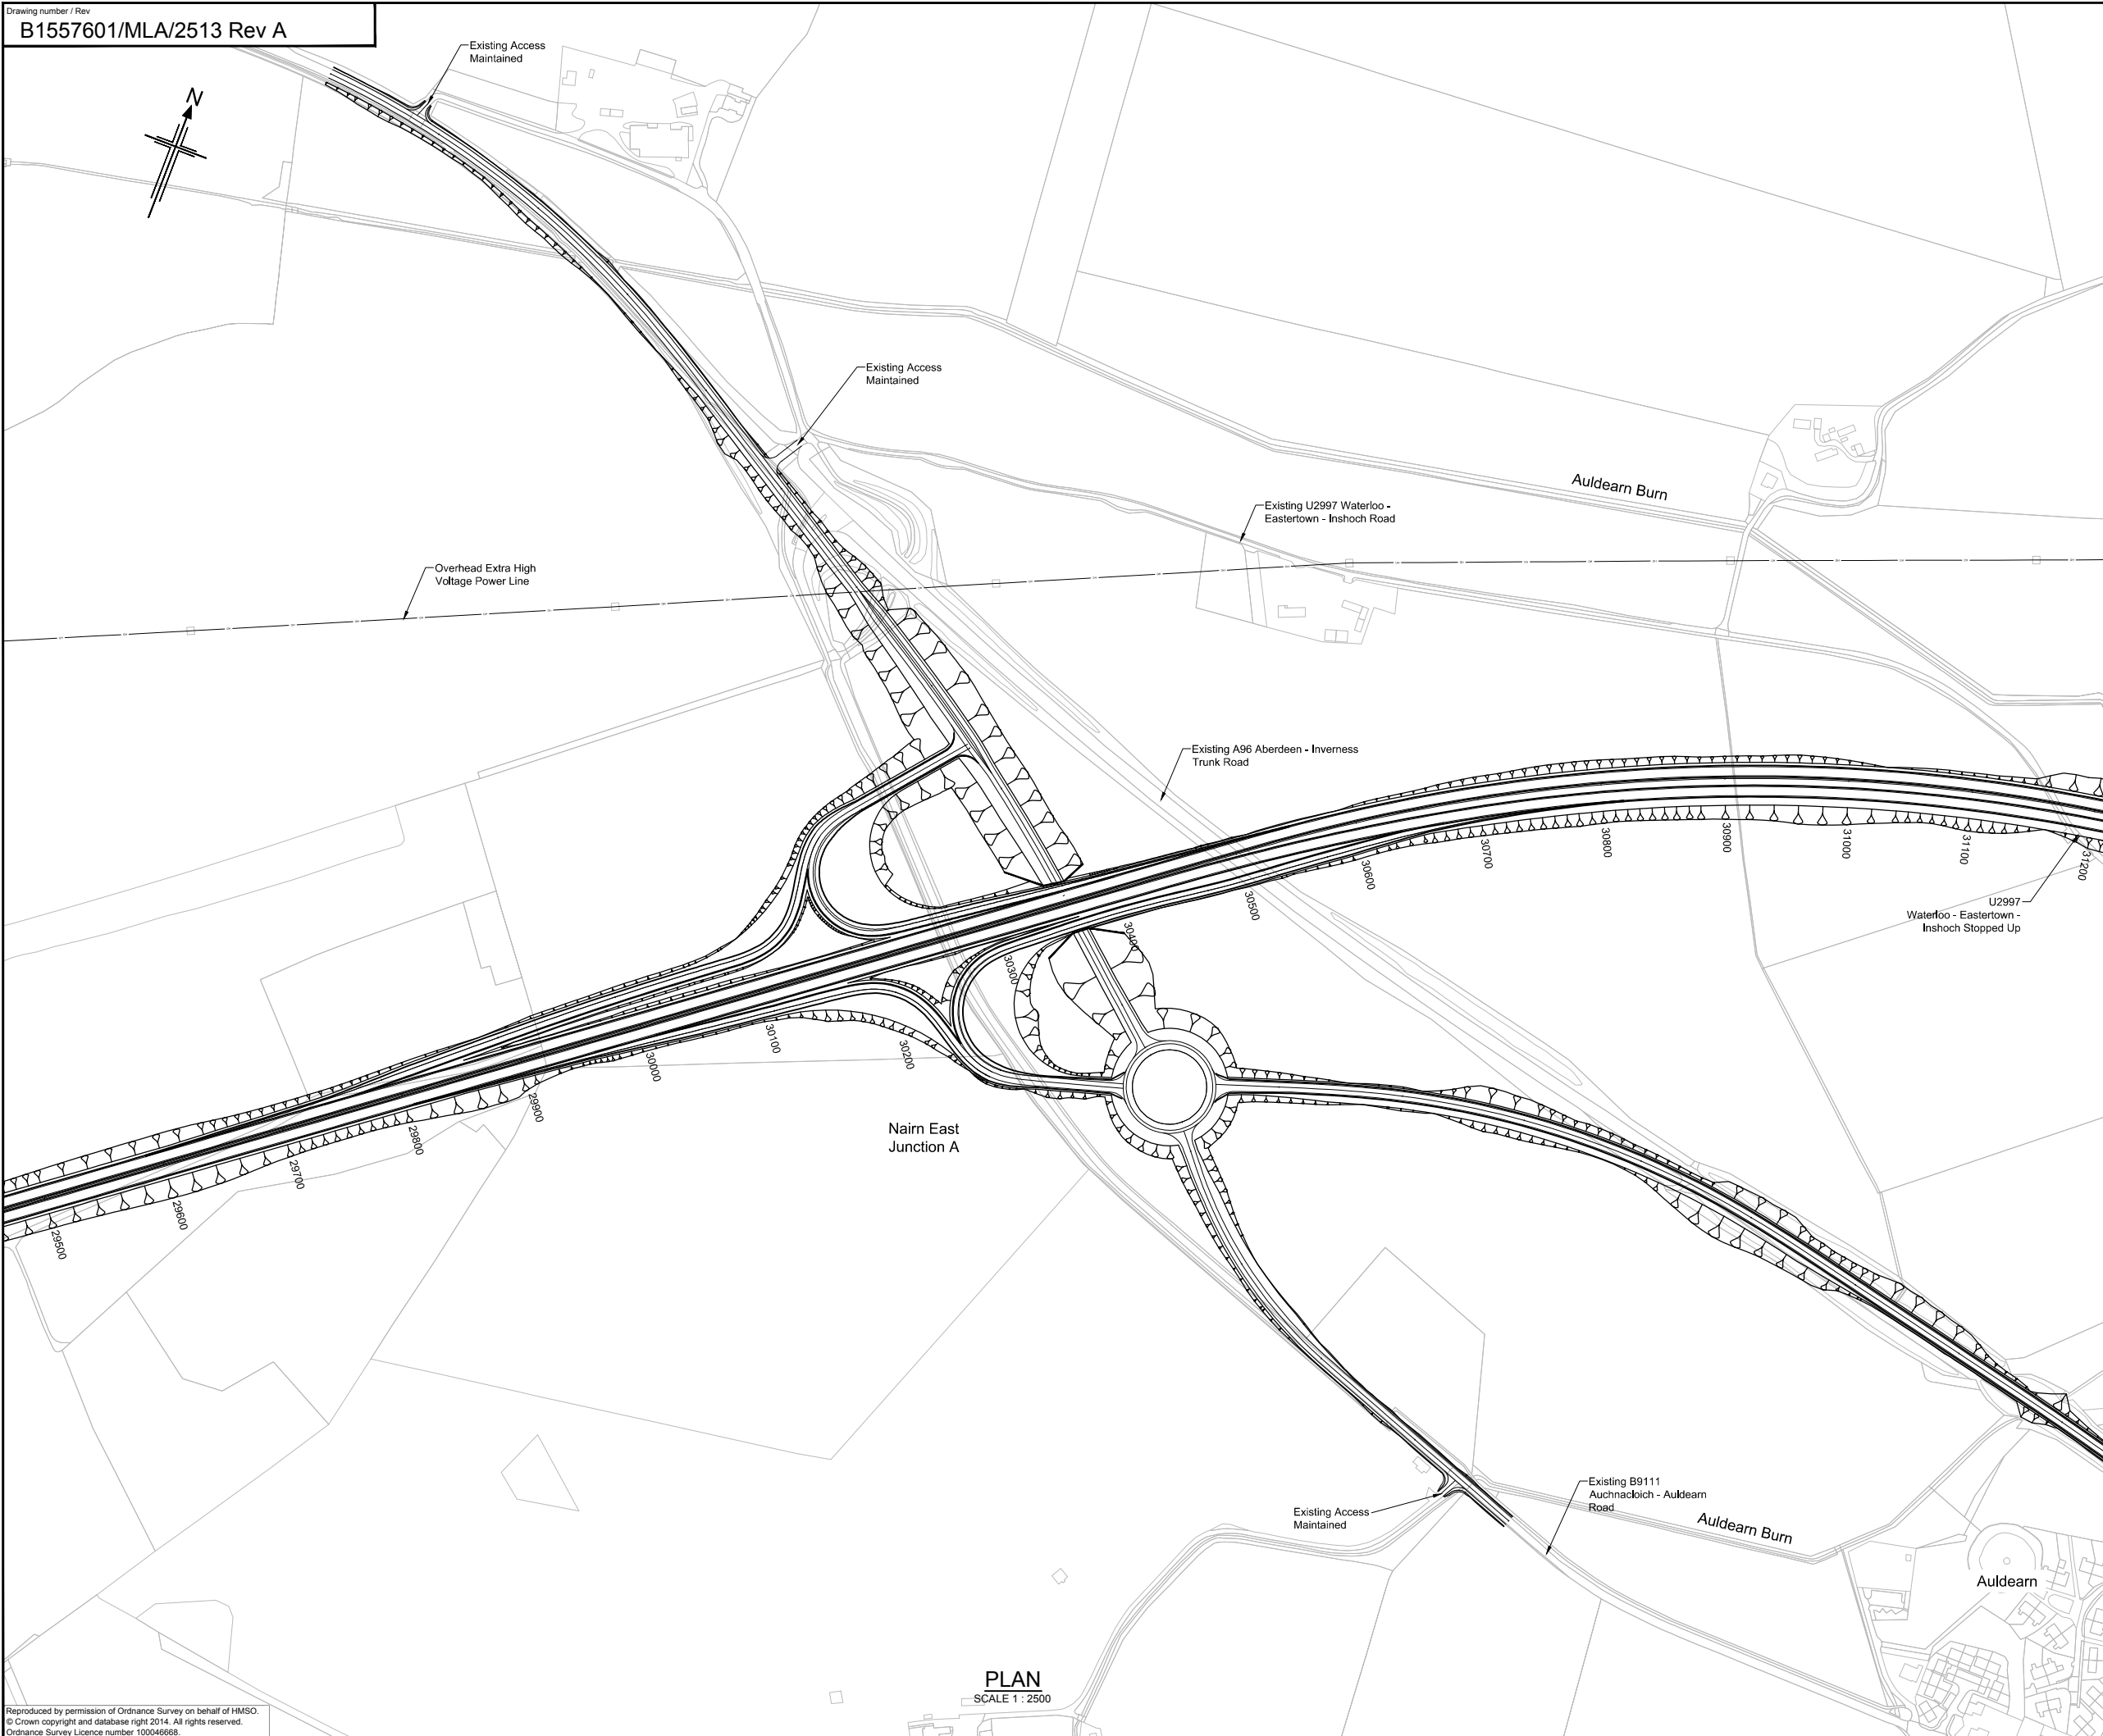 Drawing number / Rev
B1557601/MLA/2513 Rev A
Existing Access
Maintained
N
Existing Access
Maintained
Auldearn Burn
Existing U2997 Waterloo -
Eastertown - Inshoch Road
Overhead Extra High
Voltage Power Line
Existing A96 Aberdeen - Inverness
Trunk Road
U2997
Waterloo - Eastertown -
Inshoch Stopped Up
29500
29600
29700
29800
29900
30000
30100
30200
30300
30400
30500
30600
30700
30800
30900
31000
31100
31200
Nairn East
Junction A
Existing Access
Maintained
Existing B9111
Auchnacloich - Auldearn
Road
Auldearn Burn
Auldearn
PLAN
SCALE 1 : 2500
Reproduced by permission of Ordnance Survey on behalf of HMSO.
© Crown copyright and database right 2014. All rights reserved.
Ordnance Survey Licence number 100046668.